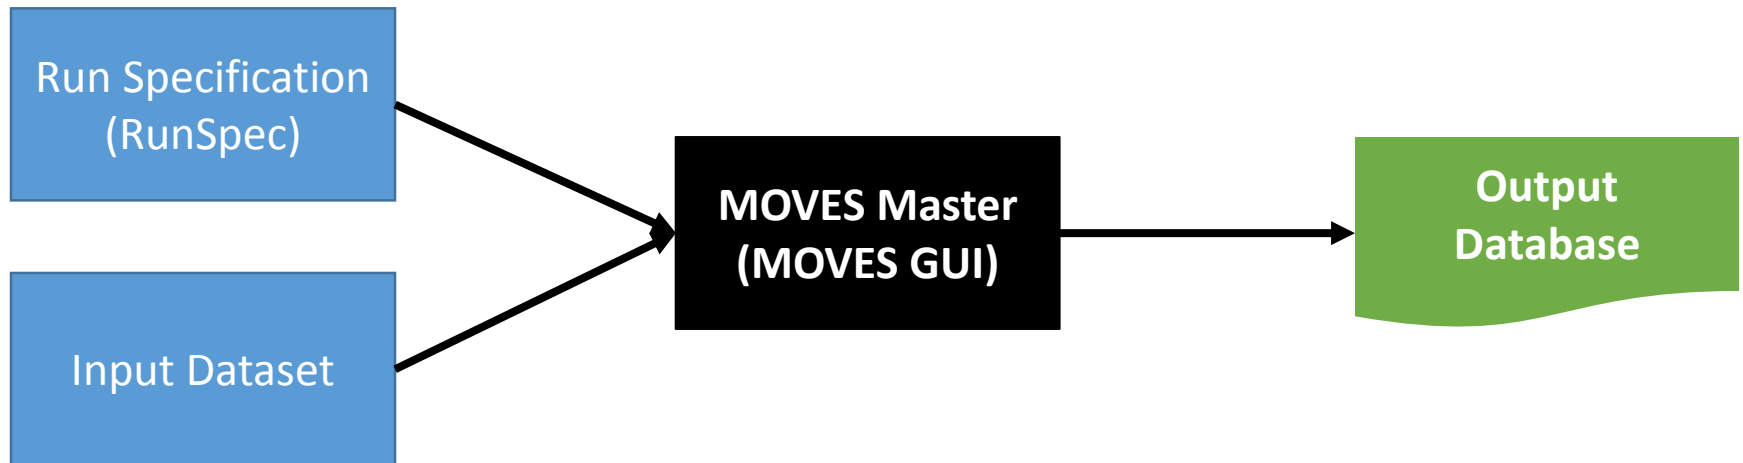 Run Specification
(RunSpec)
Input Dataset
MOVES Master
(MOVES GUI)
Output
Database